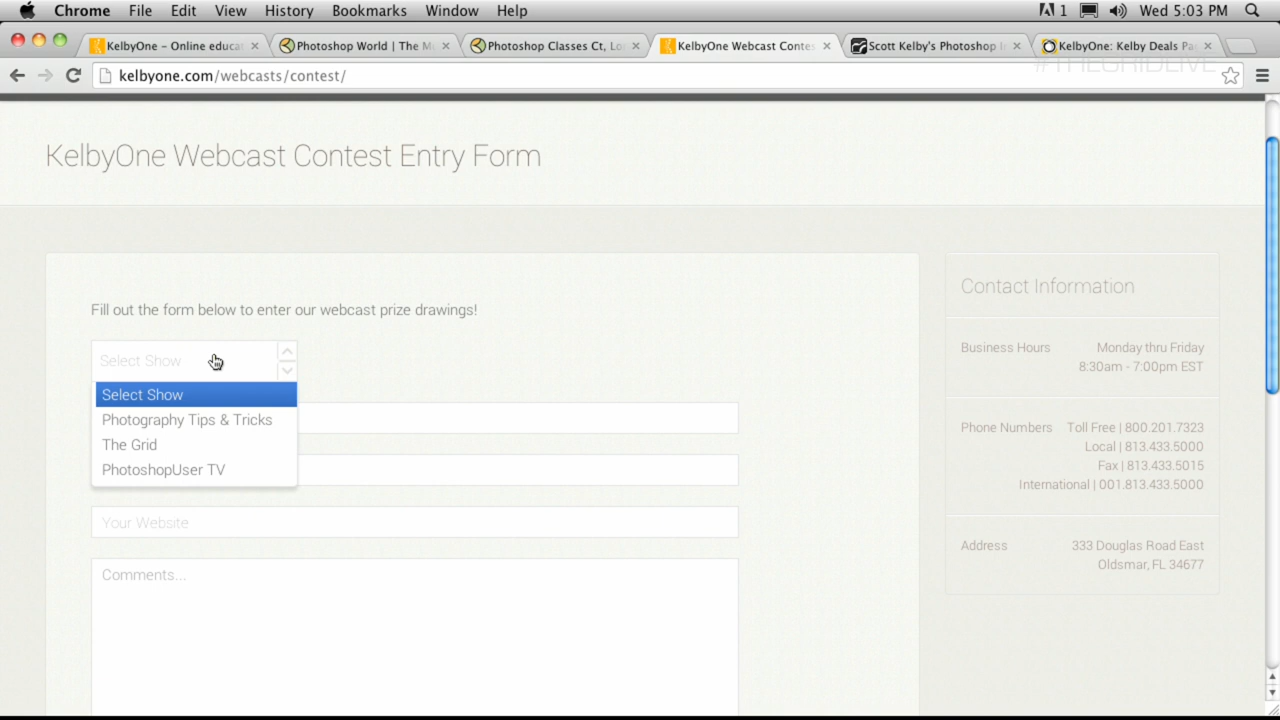 Chrome File Edit View History Bookmarks Window Help 1 Wed 5:03 PM
KelbyOne – Online educat Photoshop World | The M Photoshop Classes Ct, Lo KelbyOne Webcast Contes Scott Kelby's Photoshop I KelbyOne: Kelby Deals Pa
kelbyone.com/webcasts/contest/
#THEGRIDLIVE
KelbyOne Webcast Contest Entry Form
Fill out the form below to enter our webcast prize drawings!
Select Show
Select Show
Photography Tips & Tricks
The Grid
PhotoshopUser TV
Your Website
Comments...
Contact Information
Business Hours Monday thru Friday
8:30am - 7:00pm EST
Phone Numbers Toll Free | 800.201.7323
Local | 813.433.5000
Fax | 813.433.5015
International | 001.813.433.5000
Address 333 Douglas Road East
Oldsmar, FL 34677